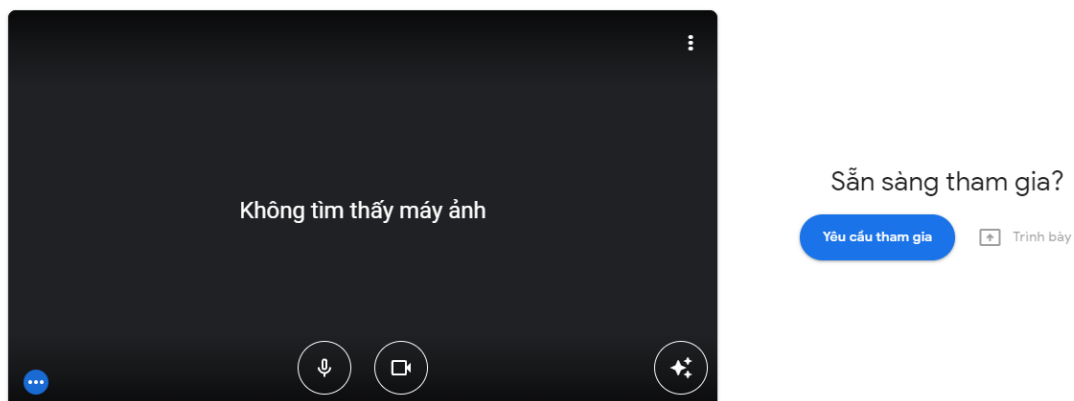 Không tìm thấy máy ảnh
Sẵn sàng tham gia?
Yêu cầu tham gia
Trình bày